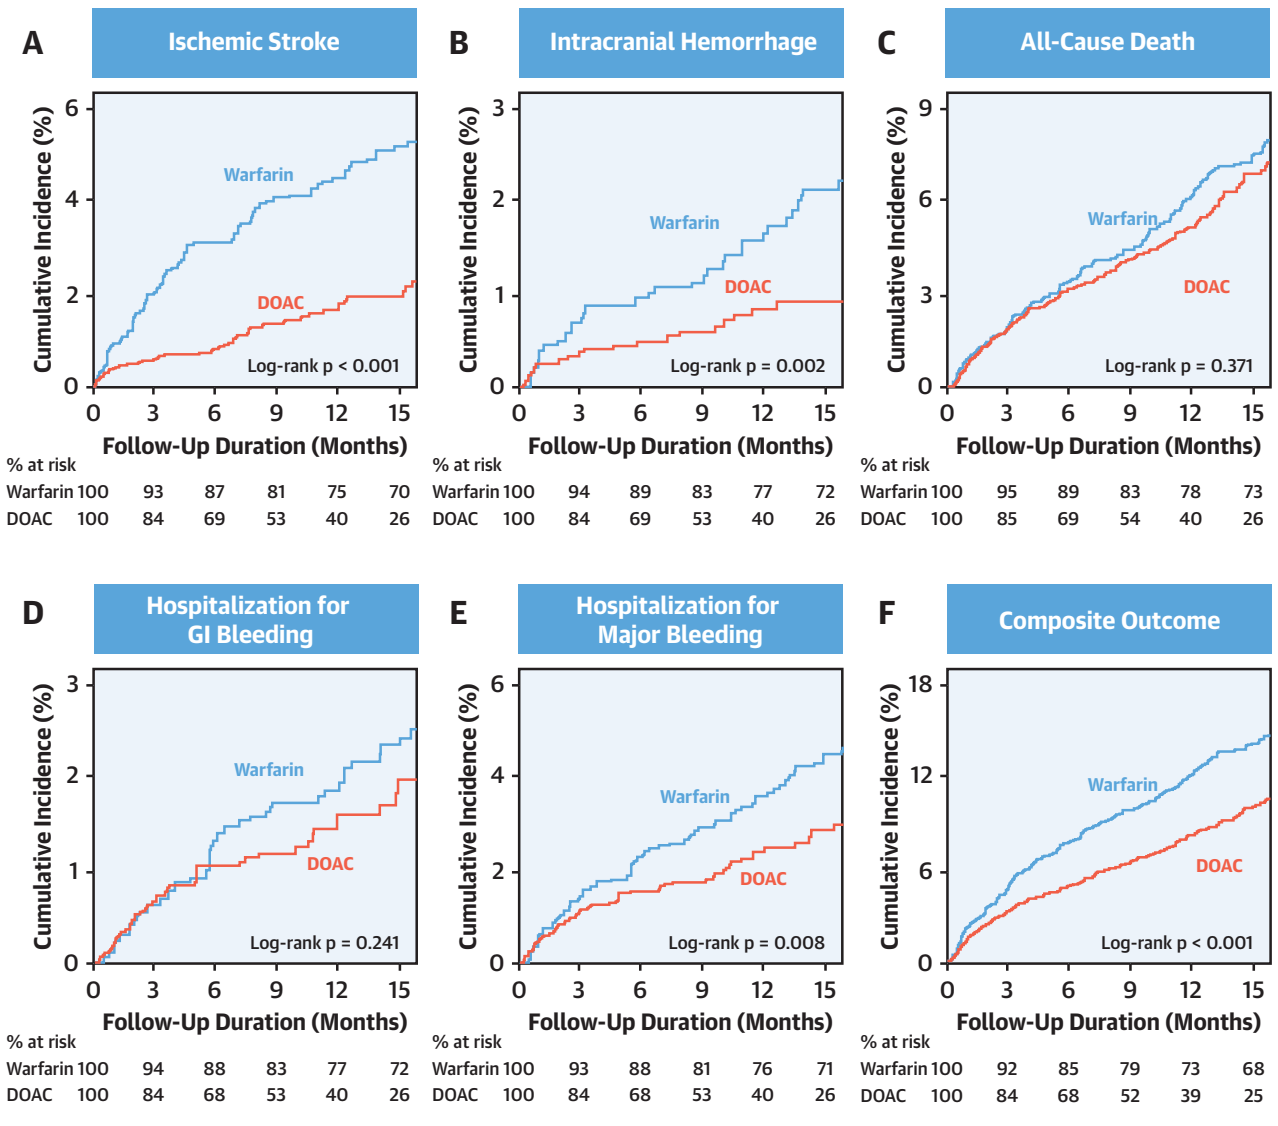 A
Ischemic Stroke
Cumulative Incidence (%)
6
4
2
0
Warfarin
DOAC
Log-rank p < 0.001
0 3 6 9 12 15
Follow-Up Duration (Months)
% at risk
Warfarin 100 93 87 81 75 70
DOAC 100 84 69 53 40 26
B
Intracranial Hemorrhage
Cumulative Incidence (%)
3
2
1
0
Warfarin
DOAC
Log-rank p = 0.002
0 3 6 9 12 15
Follow-Up Duration (Months)
% at risk
Warfarin 100 94 89 83 77 72
DOAC 100 84 69 53 40 26
C
All-Cause Death
Cumulative Incidence (%)
9
6
3
0
Warfarin
DOAC
Log-rank p = 0.371
0 3 6 9 12 15
Follow-Up Duration (Months)
% at risk
Warfarin 100 95 89 83 78 73
DOAC 100 85 69 54 40 26
D
Hospitalization for
GI Bleeding
Cumulative Incidence (%)
3
2
1
0
Warfarin
DOAC
Log-rank p = 0.241
0 3 6 9 12 15
Follow-Up Duration (Months)
% at risk
Warfarin 100 94 88 83 77 72
DOAC 100 84 68 53 40 26
E
Hospitalization for
Major Bleeding
Cumulative Incidence (%)
6
4
2
0
Warfarin
DOAC
Log-rank p = 0.008
0 3 6 9 12 15
Follow-Up Duration (Months)
% at risk
Warfarin 100 93 88 81 76 71
DOAC 100 84 68 53 40 26
F
Composite Outcome
Cumulative Incidence (%)
18
12
6
0
Warfarin
DOAC
Log-rank p < 0.001
0 3 6 9 12 15
Follow-Up Duration (Months)
% at risk
Warfarin 100 92 85 79 73 68
DOAC 100 84 68 52 39 25